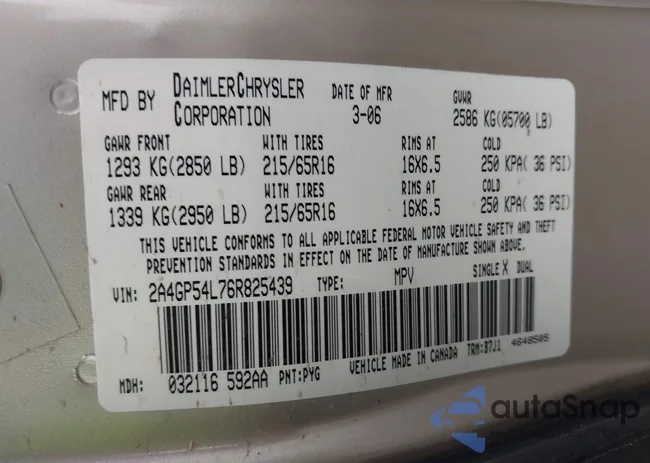 MFD BY DAIMLERCHRYSLER CORPORATION DATE OF MFR 3-06 GVWR 2586 KG(05700 LB)
GAWR FRONT WITH TIRES RIMS AT COLD
1293 KG(2850 LB) 215/65R16 16X6.5 250 KPA( 36 PSI)
GAWR REAR WITH TIRES RIMS AT COLD
1339 KG(2950 LB) 215/65R16 16X6.5 250 KPA( 36 PSI)
THIS VEHICLE CONFORMS TO ALL APPLICABLE FEDERAL MOTOR VEHICLE SAFETY AND THEFT
PREVENTION STANDARDS IN EFFECT ON THE DATE OF MANUFACTURE SHOWN ABOVE.
VIN: 2A4GP54L76R825439 TYPE: MPV SINGLE X DUAL
MDH: 032116 592AA PNT:PYG VEHICLE MADE IN CANADA TRM:B7J1 4648505
autoSnap